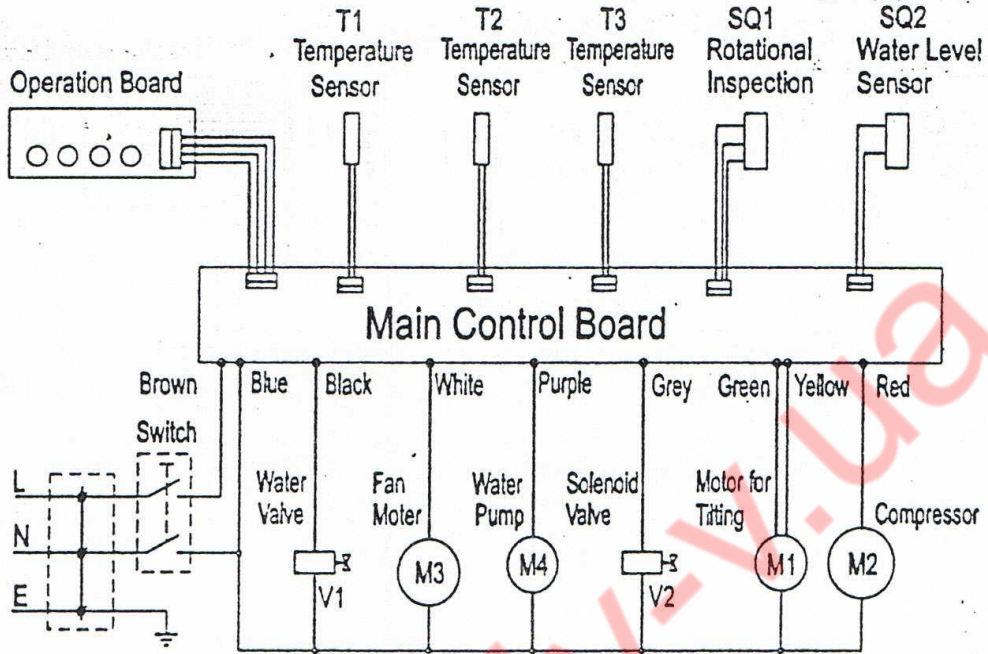 T1
Temperature
Sensor
T2
Temperature
Sensor
T3
Temperature
Sensor
SQ1
Rotational
Inspection
SQ2
Water Level
Sensor
Operation Board
Main Control Board
Brown
Blue
Black
White
Purple
Grey
Green
Yellow
Red
Switch
L
N
E
Water
Valve
V1
Fan
Moter
M3
Water
Pump
M4
Solenoid
Valve
V2
Motor for
Tilting
M1
Compressor
M2
v-v.ua